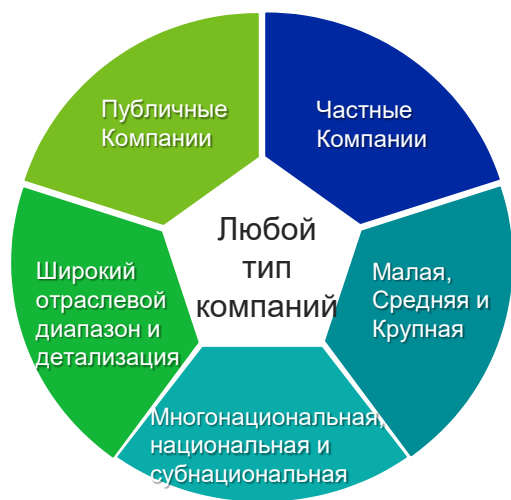 Публичные
Компании
Частные
Компании
Любой
тип
компаний
Широкий
отраслевой
диапазон и
детализация
Малая,
Средняя и
Крупная
Многонациональная,
национальная и
субнациональная